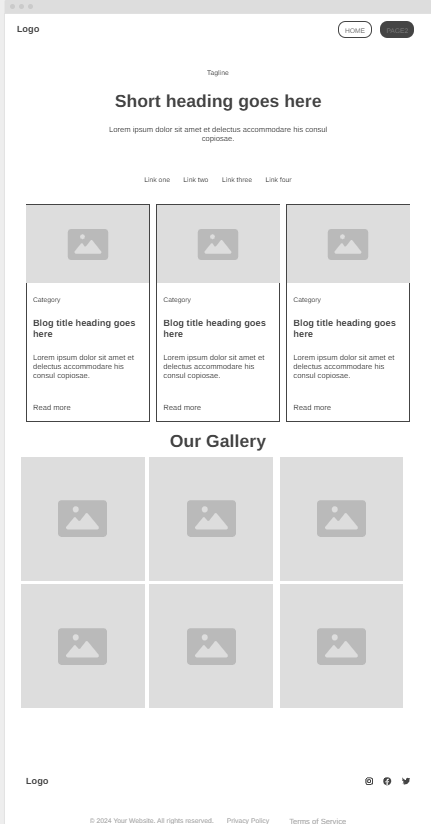 Logo
HOME
PAGE2
Tagline
Short heading goes here
Lorem ipsum dolor sit amet et delectus accommodare his consul
copiosae.
Link one
Link two
Link three
Link four
Category
Blog title heading goes
here
Lorem ipsum dolor sit amet et
delectus accommodare his
consul copiosae.
Read more
Category
Blog title heading goes
here
Lorem ipsum dolor sit amet et
delectus accommodare his
consul copiosae.
Read more
Category
Blog title heading goes
here
Lorem ipsum dolor sit amet et
delectus accommodare his
consul copiosae.
Read more
Our Gallery
Logo
© 2024 Your Website. All rights reserved.
Privacy Policy
Terms of Service